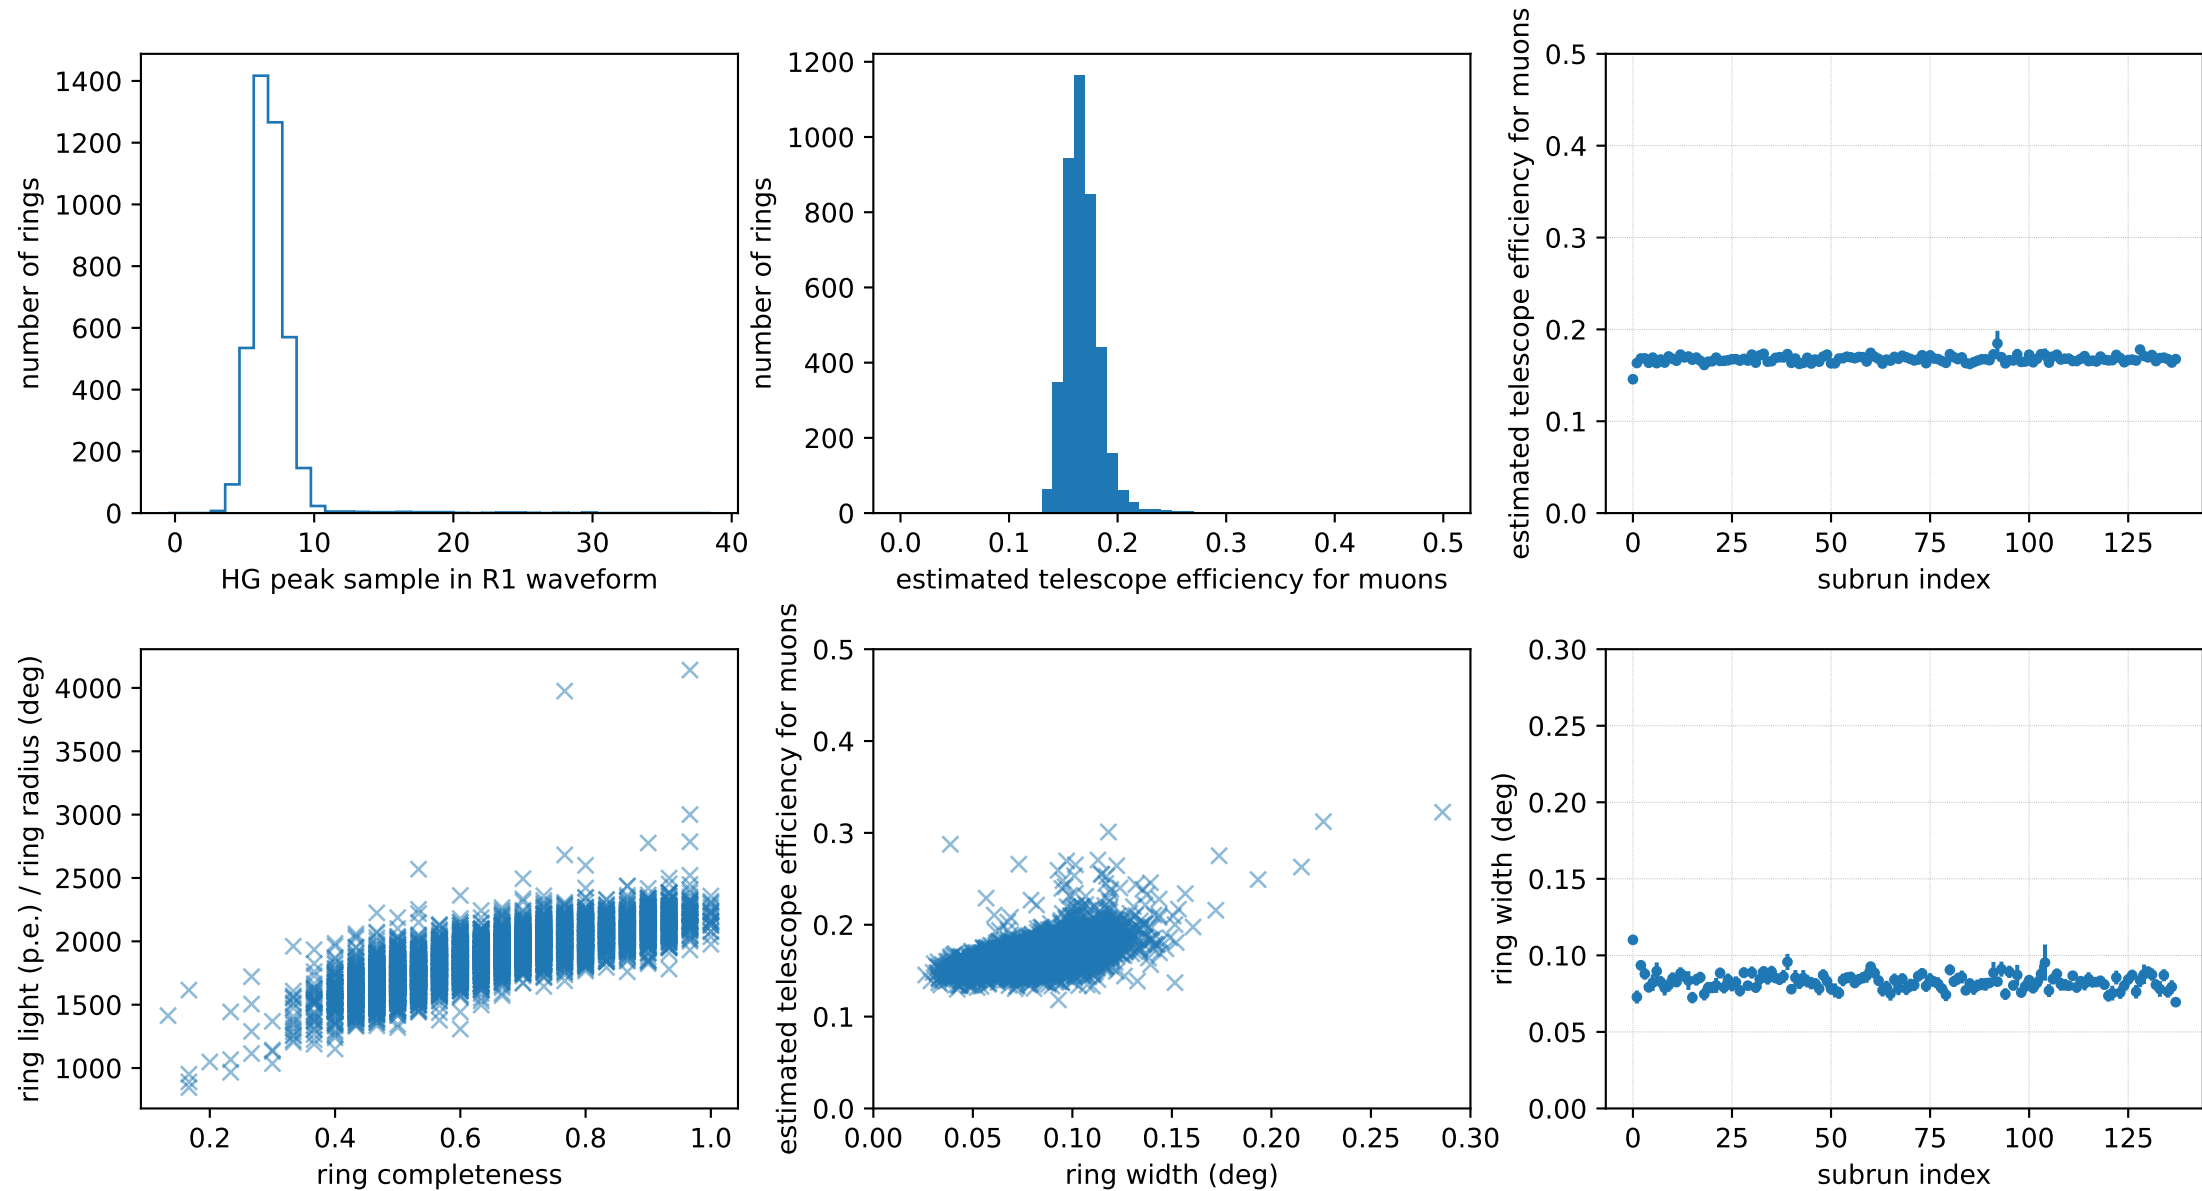 number of rings
1400
1200
1000
800
600
400
200
0
0 10 20 30 40
HG peak sample in R1 waveform
number of rings
1200
1000
800
600
400
200
0
0.0 0.1 0.2 0.3 0.4 0.5
estimated telescope efficiency for muons
estimated telescope efficiency for muons
0.5
0.4
0.3
0.2
0.1
0.0
0 25 50 75 100 125
subrun index
ring light (p.e.) / ring radius (deg)
4000
3500
3000
2500
2000
1500
1000
0.2 0.4 0.6 0.8 1.0
ring completeness
estimated telescope efficiency for muons
0.5
0.4
0.3
0.2
0.1
0.0
0.00 0.05 0.10 0.15 0.20 0.25 0.30
ring width (deg)
ring width (deg)
0.30
0.25
0.20
0.15
0.10
0.05
0.00
0 25 50 75 100 125
subrun index